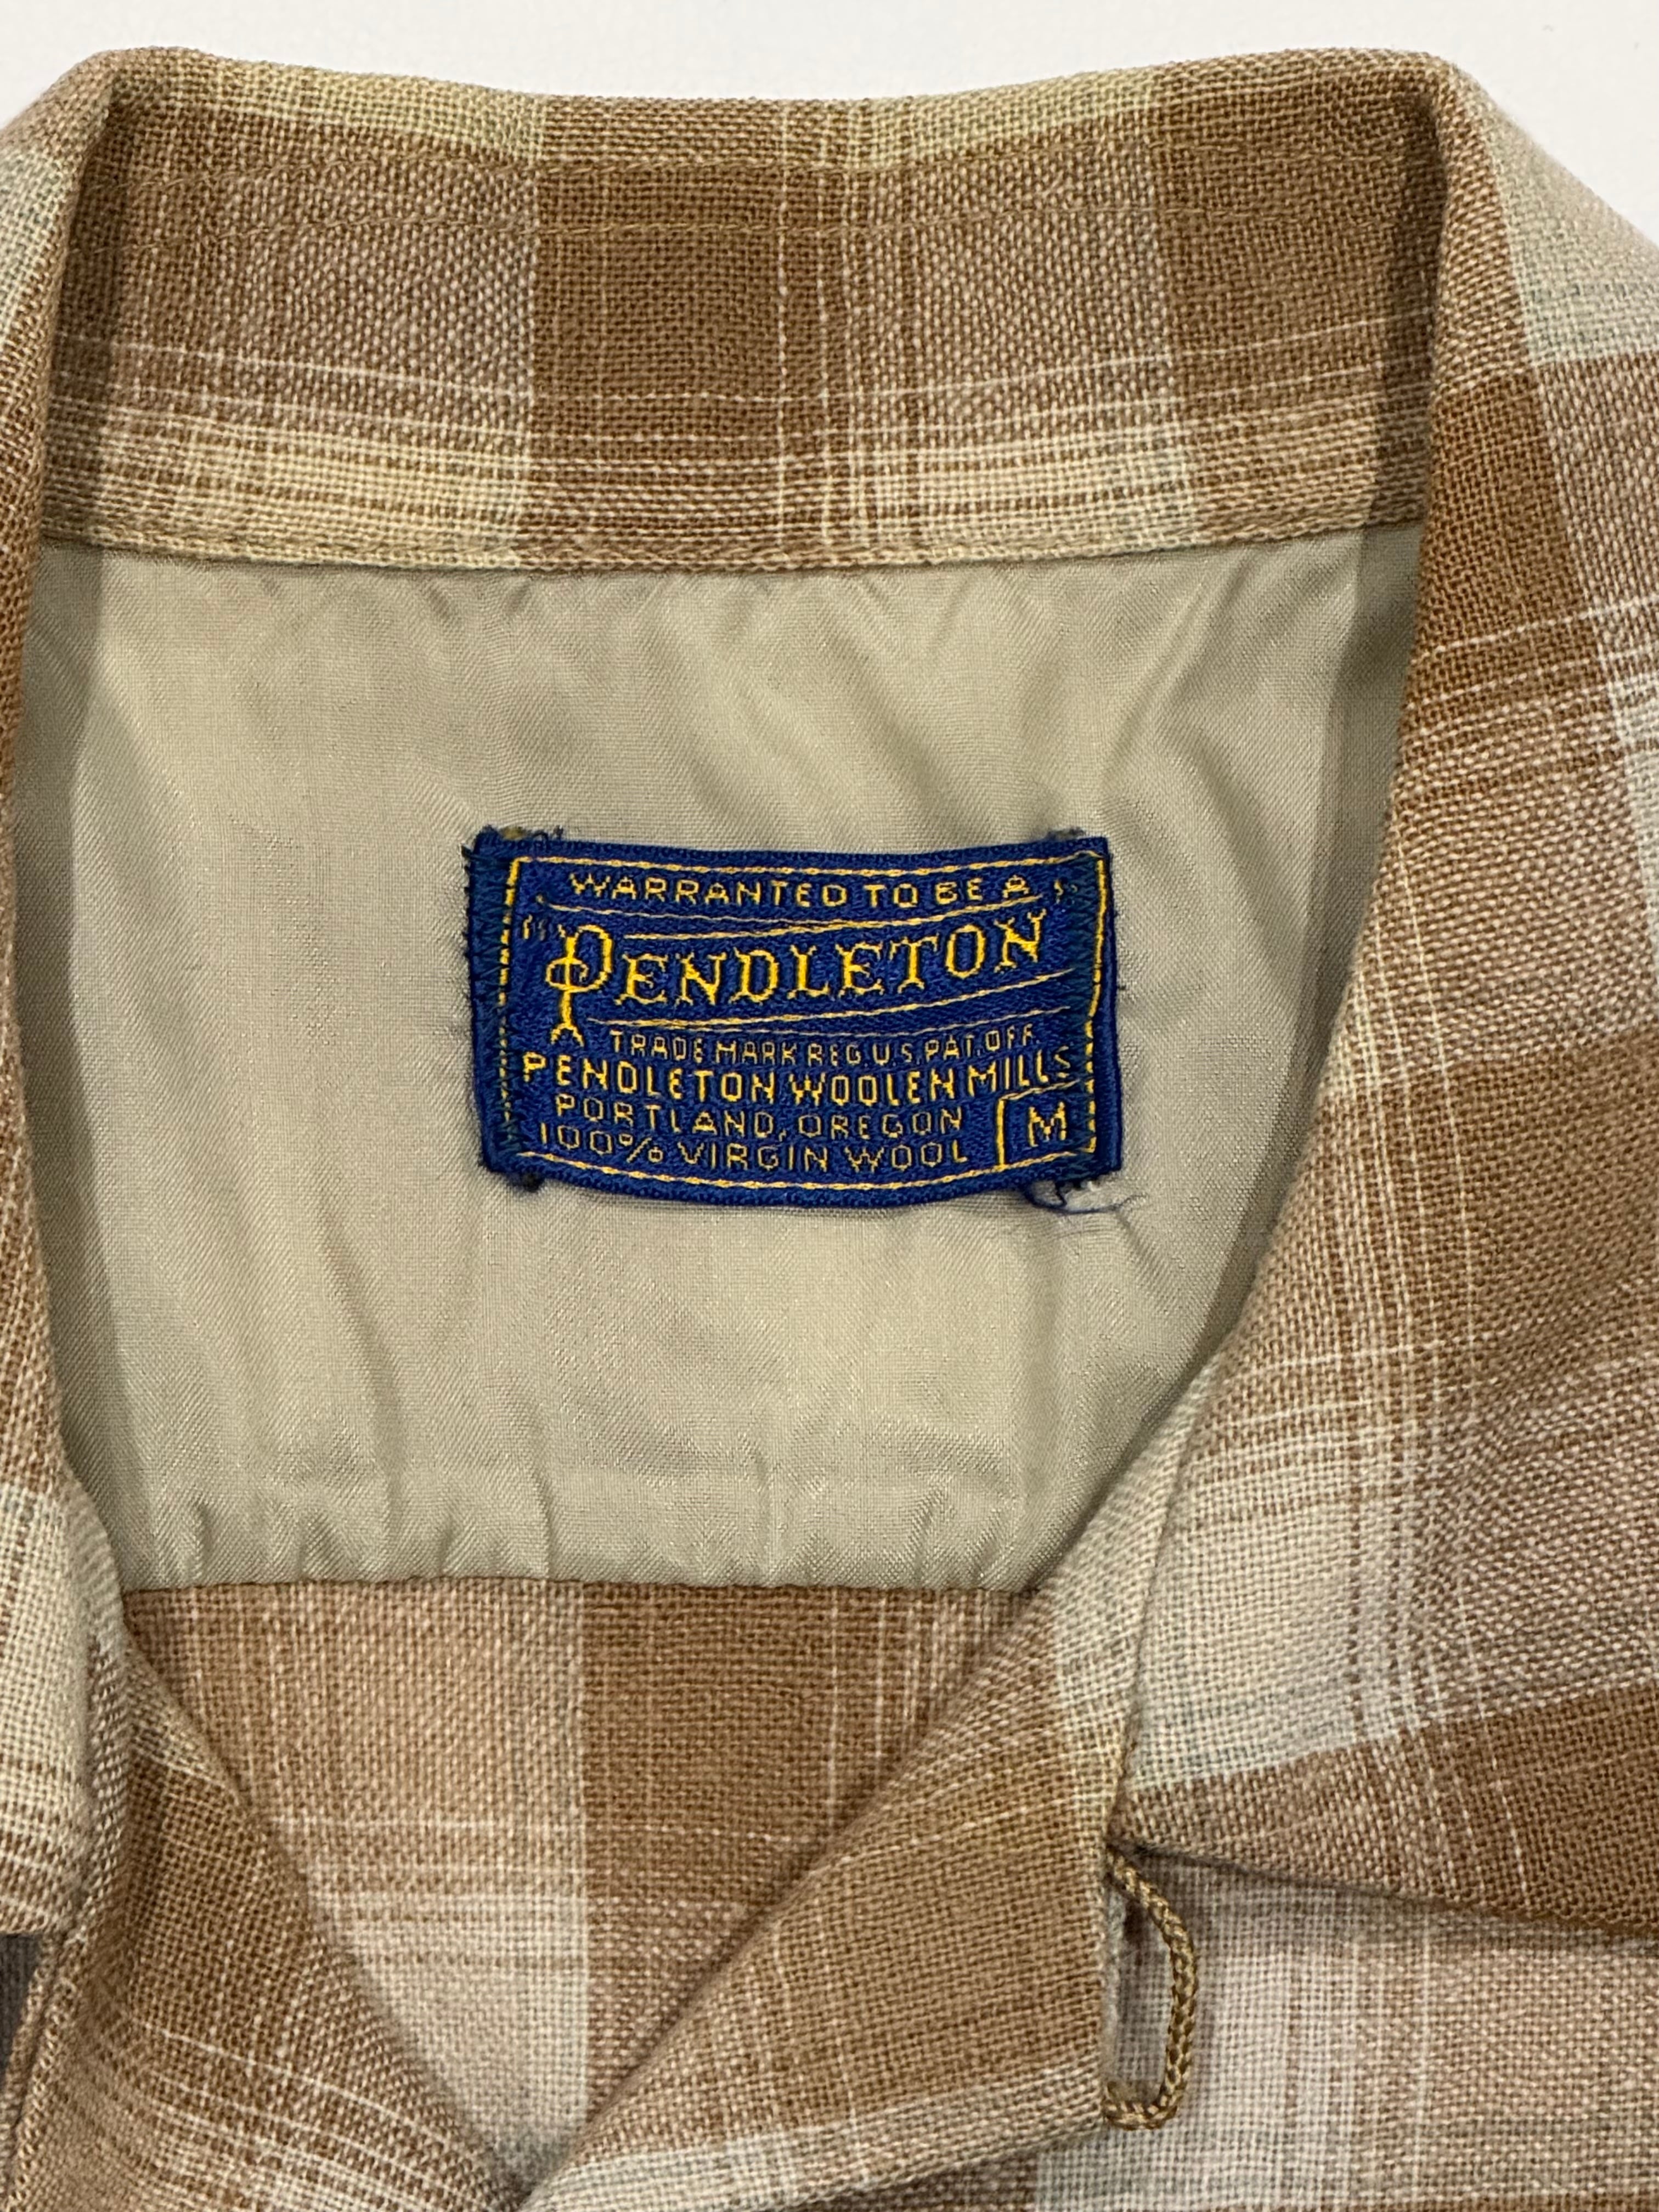 WARRANTED TO BE A
"PENDLETON"
TRADE MARK REG. U.S. PAT. OFF.
PENDLETON WOOLEN MILLS
PORTLAND, OREGON
100% VIRGIN WOOL
M